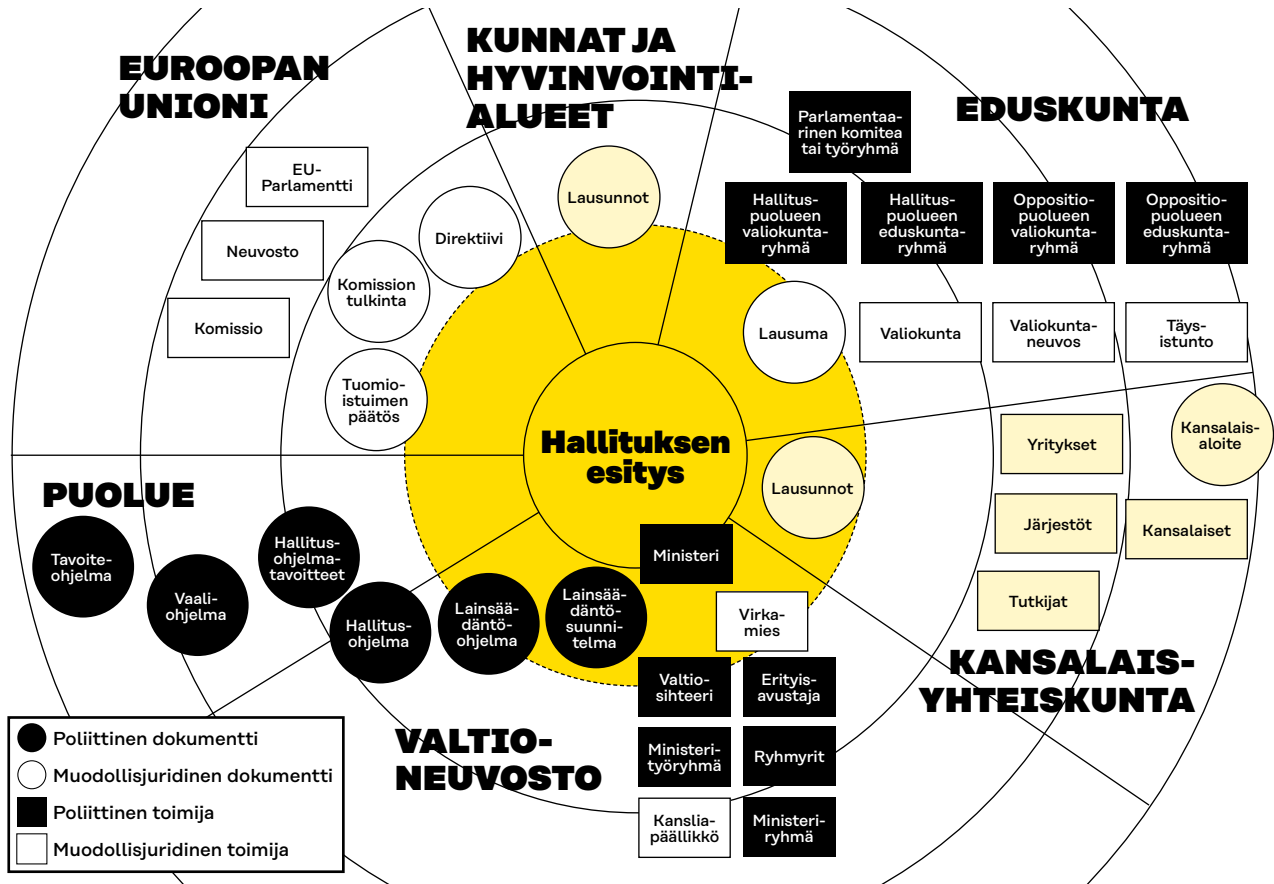 EUROOPAN
UNIONI
EU-
Parlamentti
Neuvosto
Komissio
Direktiivi
Komission
tulkinta
Tuomio-
istuimen
päätös
KUNNAT JA
HYVINVOINTI-
ALUEET
Lausunnot
EDUSKUNTA
Parlamentaa-
rinen komitea
tai työryhmä
Hallitus-
puolueen
valiokunta-
ryhmä
Hallitus-
puolueen
eduskunta-
ryhmä
Oppositio-
puolueen
valiokunta-
ryhmä
Oppositio-
puolueen
eduskunta-
ryhmä
Lausuma
Valiokunta
Valiokunta-
neuvos
Täys-
istunto
Hallituksen
esitys
Kansalais-
aloite
Yritykset
Lausunnot
Järjestöt
Kansalaiset
Tutkijat
KANSALAIS-
YHTEISKUNTA
PUOLUE
Tavoite-
ohjelma
Vaali-
ohjelma
Hallitus-
ohjelma-
tavoitteet
Hallitus-
ohjelma
Lainsää-
däntö-
ohjelma
Lainsää-
däntö-
suunni-
telma
Ministeri
Virka-
mies
Valtio-
sihteeri
Erityis-
avustaja
Ministeri-
työryhmä
Ryhmyrit
Kanslia-
päällikkö
Ministeri-
ryhmä
VALTIO-
NEUVOSTO
Poliittinen dokumentti
Muodollisjuridinen dokumentti
Poliittinen toimija
Muodollisjuridinen toimija